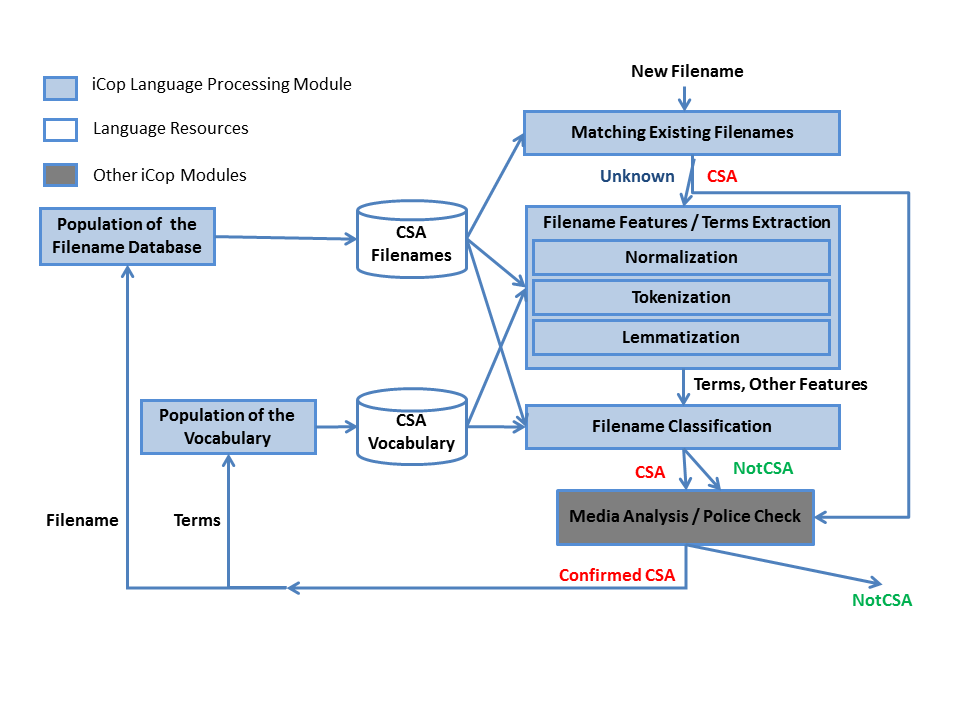 iCop Language Processing Module
Language Resources
Other iCop Modules
New Filename
Matching Existing Filenames
Unknown
CSA
Population of the
Filename Database
CSA
Filenames
Filename Features / Terms Extraction
Normalization
Tokenization
Lemmatization
Terms, Other Features
Population of the
Vocabulary
CSA
Vocabulary
Filename Classification
CSA
NotCSA
Media Analysis / Police Check
Filename
Terms
Confirmed CSA
NotCSA